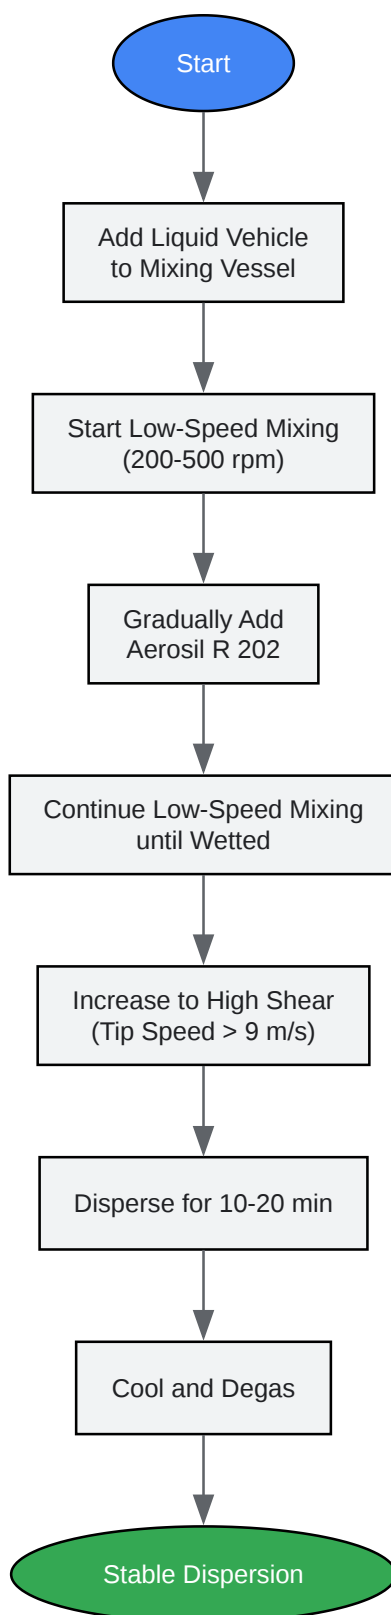 Start
Add Liquid Vehicle
to Mixing Vessel
Start Low-Speed Mixing
(200-500 rpm)
Gradually Add
Aerosil R 202
Continue Low-Speed Mixing
until Wetted
Increase to High Shear
(Tip Speed > 9 m/s)
Disperse for 10-20 min
Cool and Degas
Stable Dispersion